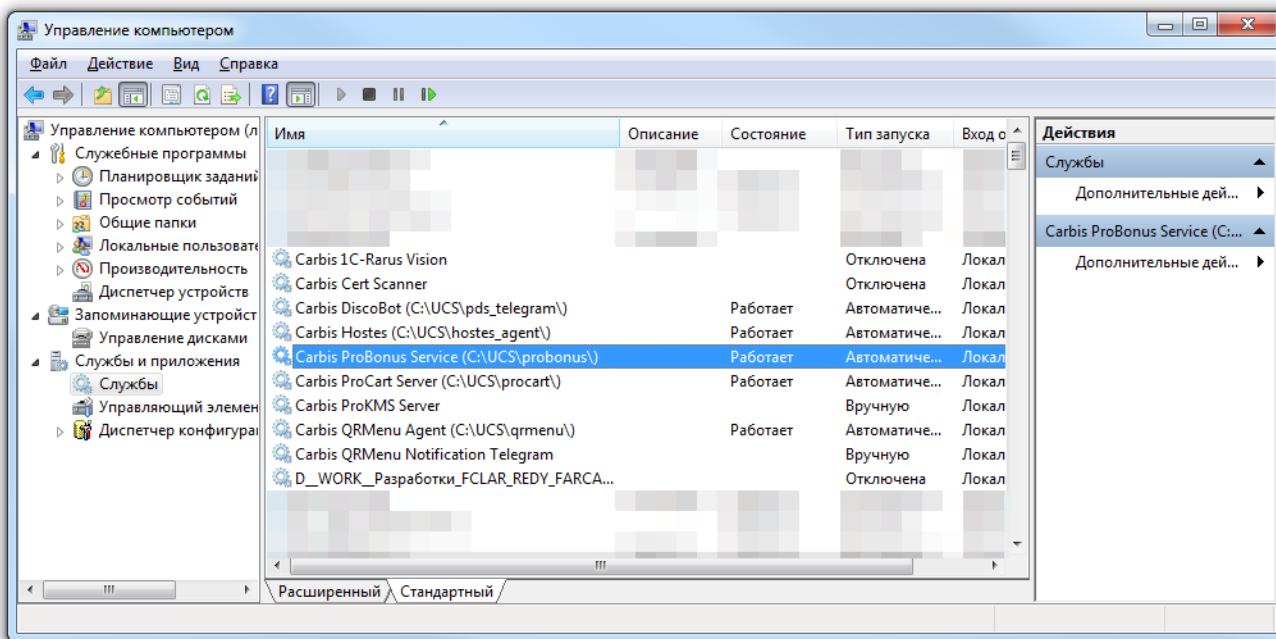 Управление компьютером
Файл Действие Вид Справка
Управление компьютером (л
Служебные программы
Планировщик заданий
Просмотр событий
Общие папки
Локальные пользовате
Производительность
Диспетчер устройств
Запоминающие устройст
Управление дисками
Службы и приложения
Службы
Управляющий элемен
Диспетчер конфигура
Имя Описание Состояние Тип запуска Вход о
Carbis 1C-Rarus Vision Отключена Локал
Carbis Cert Scanner Отключена Локал
Carbis DiscoBot (C:\UCS\pds_telegram\) Работает Автоматиче... Локал
Carbis Hostes (C:\UCS\hostes_agent\) Работает Автоматиче... Локал
Carbis ProBonus Service (C:\UCS\probonus\) Работает Автоматиче... Локал
Carbis ProCart Server (C:\UCS\procart\) Работает Автоматиче... Локал
Carbis ProKMS Server Вручную Локал
Carbis QRMenu Agent (C:\UCS\qrmenu\) Работает Автоматиче... Локал
Carbis QRMenu Notification Telegram Вручную Локал
D__WORK__Разработки_FCLAR_REDY_FARCA... Отключена Локал
Расширенный Стандартный
Действия
Службы
Дополнительные дей...
Carbis ProBonus Service (C:...
Дополнительные дей...